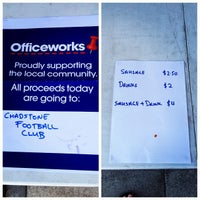 Officeworks
Proudly supporting
the local community.
All proceeds today
are going to:
CHADSTONE
FOOTBALL
CLUB
SAUSAGE $2.50
DRINKS $2
SAUSAGE + DRINK $4